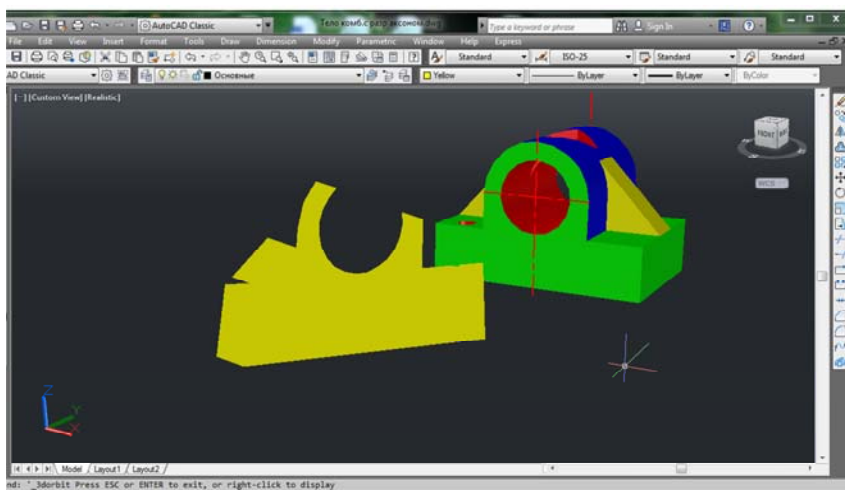 AutoCAD Classic
Тело комб.с разр аксоном.dwg
Type a keyword or phrase
Sign In
File Edit View Insert Format Tools Draw Dimension Modify Parametric Window Help Express
Standard
ISO-25
Standard
Standard
AD Classic
Основные
Yellow
ByLayer
ByLayer
ByColor
[−][Custom View][Realistic]
FRONT
WCS
Z
Y
X
Model Layout1 Layout2
nd: '_3dorbit Press ESC or ENTER to exit, or right-click to display